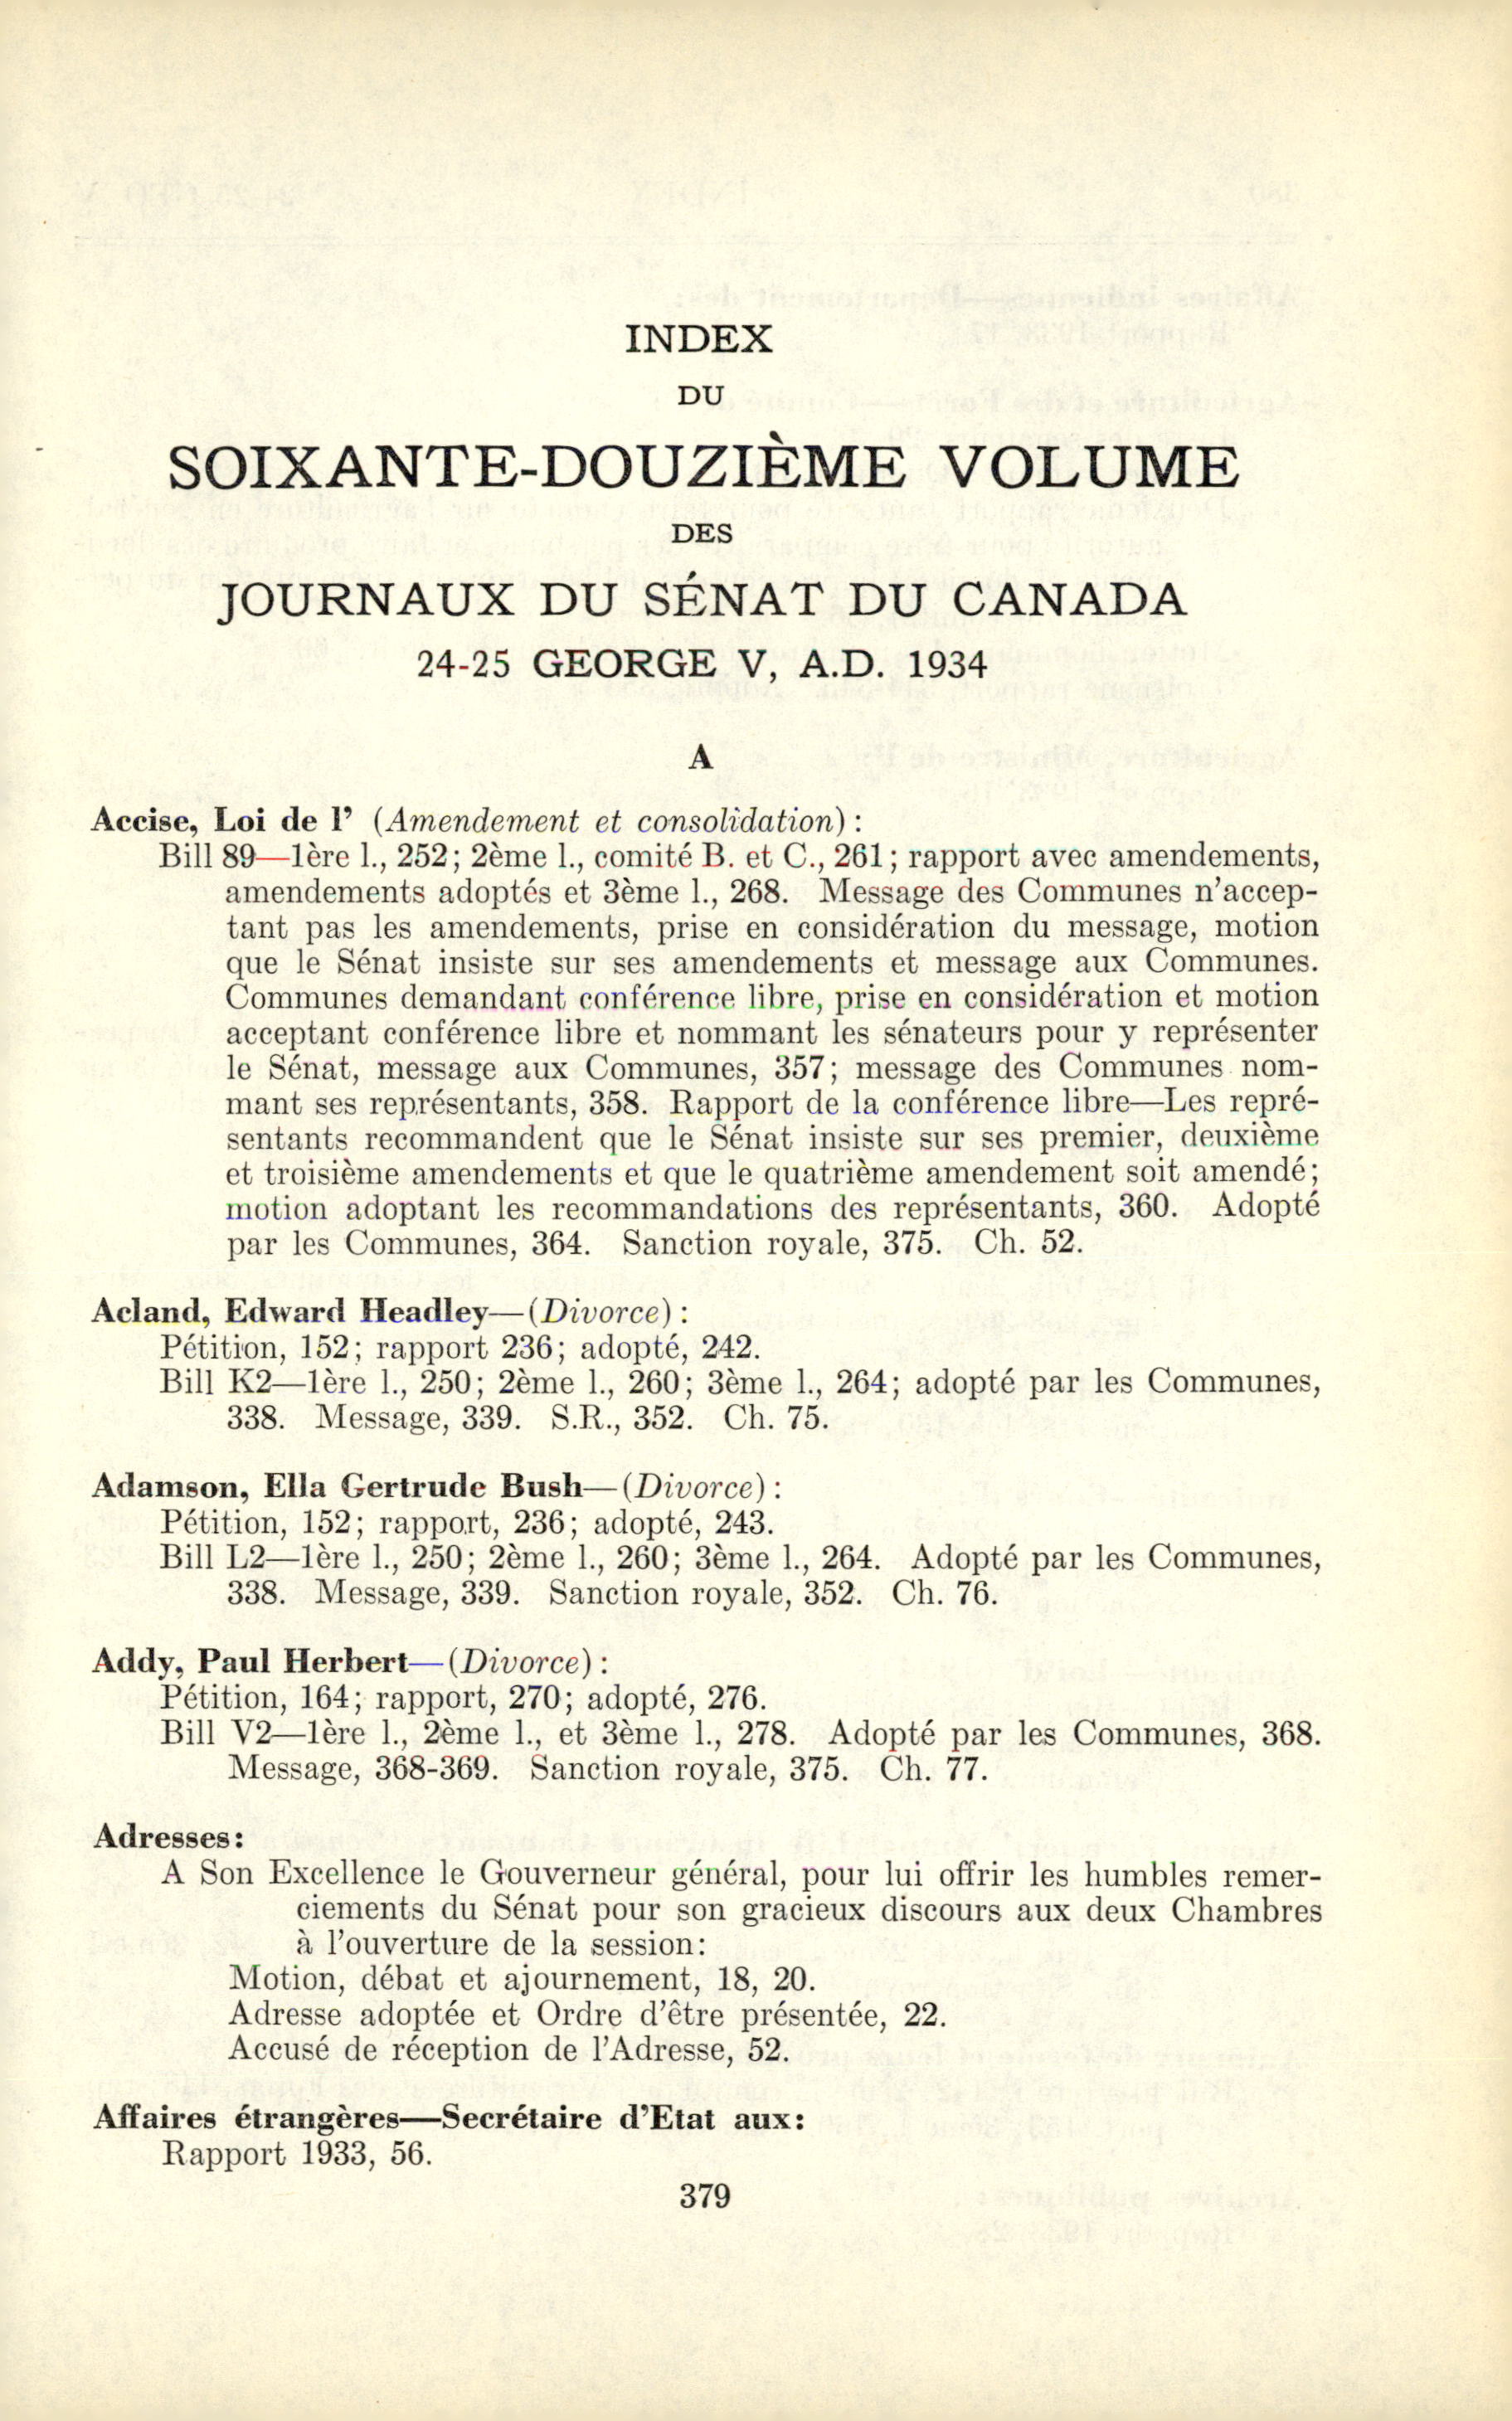 INDEX
DU
SOIXANTE-DOUZIÈME VOLUME
DES
JOURNAUX DU SÉNAT DU CANADA
24-25 GEORGE V, A.D. 1934
A
Accise, Loi de l' (Amendement et consolidation) :
Bill 89—1ère l., 252; 2ème l., comité B. et C., 261; rapport avec amendements,
amendements adoptés et 3ème l., 268. Message des Communes n'accep-
tant pas les amendements, prise en considération du message, motion
que le Sénat insiste sur ses amendements et message aux Communes.
Communes demandant conférence libre, prise en considération et motion
acceptant conférence libre et nommant les sénateurs pour y représenter
le Sénat, message aux Communes, 357; message des Communes nom-
mant ses représentants, 358. Rapport de la conférence libre—Les repré-
sentants recommandent que le Sénat insiste sur ses premier, deuxième
et troisième amendements et que le quatrième amendement soit amendé;
motion adoptant les recommandations des représentants, 360. Adopté
par les Communes, 364. Sanction royale, 375. Ch. 52.
Acland, Edward Headley—(Divorce) :
Pétition, 152; rapport 236; adopté, 242.
Bill K2—1ère l., 250; 2ème l., 260; 3ème l., 264; adopté par les Communes,
338. Message, 339. S.R., 352. Ch. 75.
Adamson, Ella Gertrude Bush—(Divorce) :
Pétition, 152; rapport, 236; adopté, 243.
Bill L2—1ère l., 250; 2ème l., 260; 3ème l., 264. Adopté par les Communes,
338. Message, 339. Sanction royale, 352. Ch. 76.
Addy, Paul Herbert—(Divorce) :
Pétition, 164; rapport, 270; adopté, 276.
Bill V2—1ère l., 2ème l., et 3ème l., 278. Adopté par les Communes, 368.
Message, 368-369. Sanction royale, 375. Ch. 77.
Adresses:
A Son Excellence le Gouverneur général, pour lui offrir les humbles remer-
ciements du Sénat pour son gracieux discours aux deux Chambres
à l'ouverture de la session:
Motion, débat et ajournement, 18, 20.
Adresse adoptée et Ordre d'être présentée, 22.
Accusé de réception de l'Adresse, 52.
Affaires étrangères—Secrétaire d'Etat aux:
Rapport 1933, 56.
379